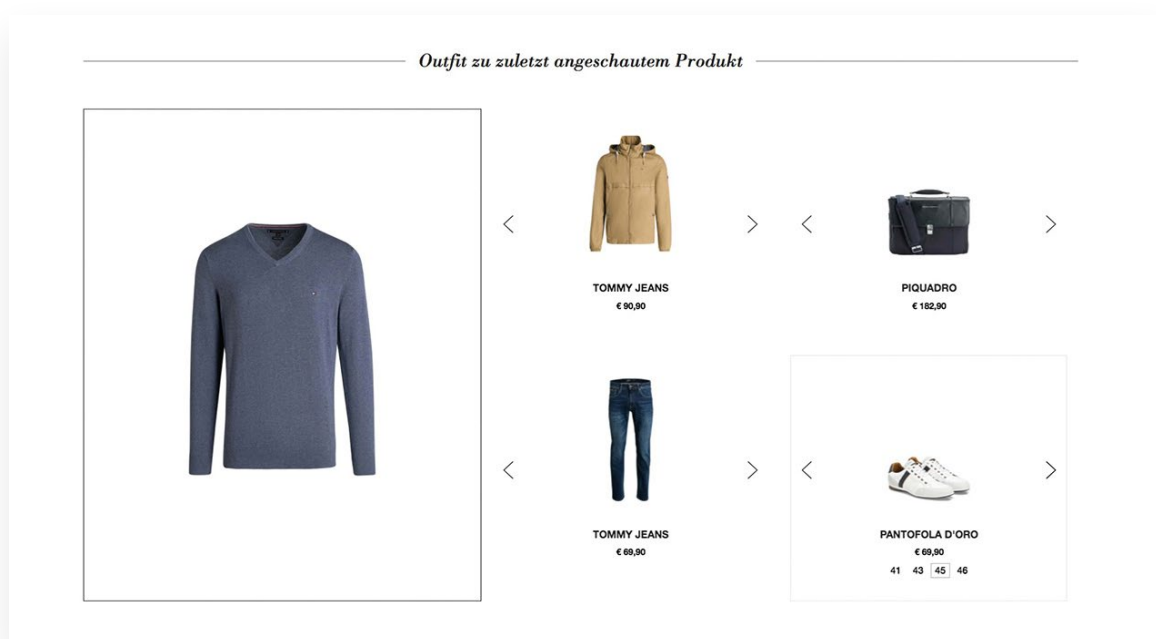 Outfit zu zuletzt angeschautem Produkt
TOMMY JEANS
€ 90,90
PIQUADRO
€ 182,90
TOMMY JEANS
€ 69,90
PANTOFOLA D'ORO
€ 69,90
41 43 45 46